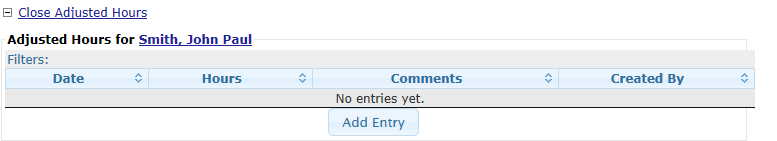 Close Adjusted Hours
Adjusted Hours for Smith, John Paul
Filters:
Date Hours Comments Created By
No entries yet.
Add Entry